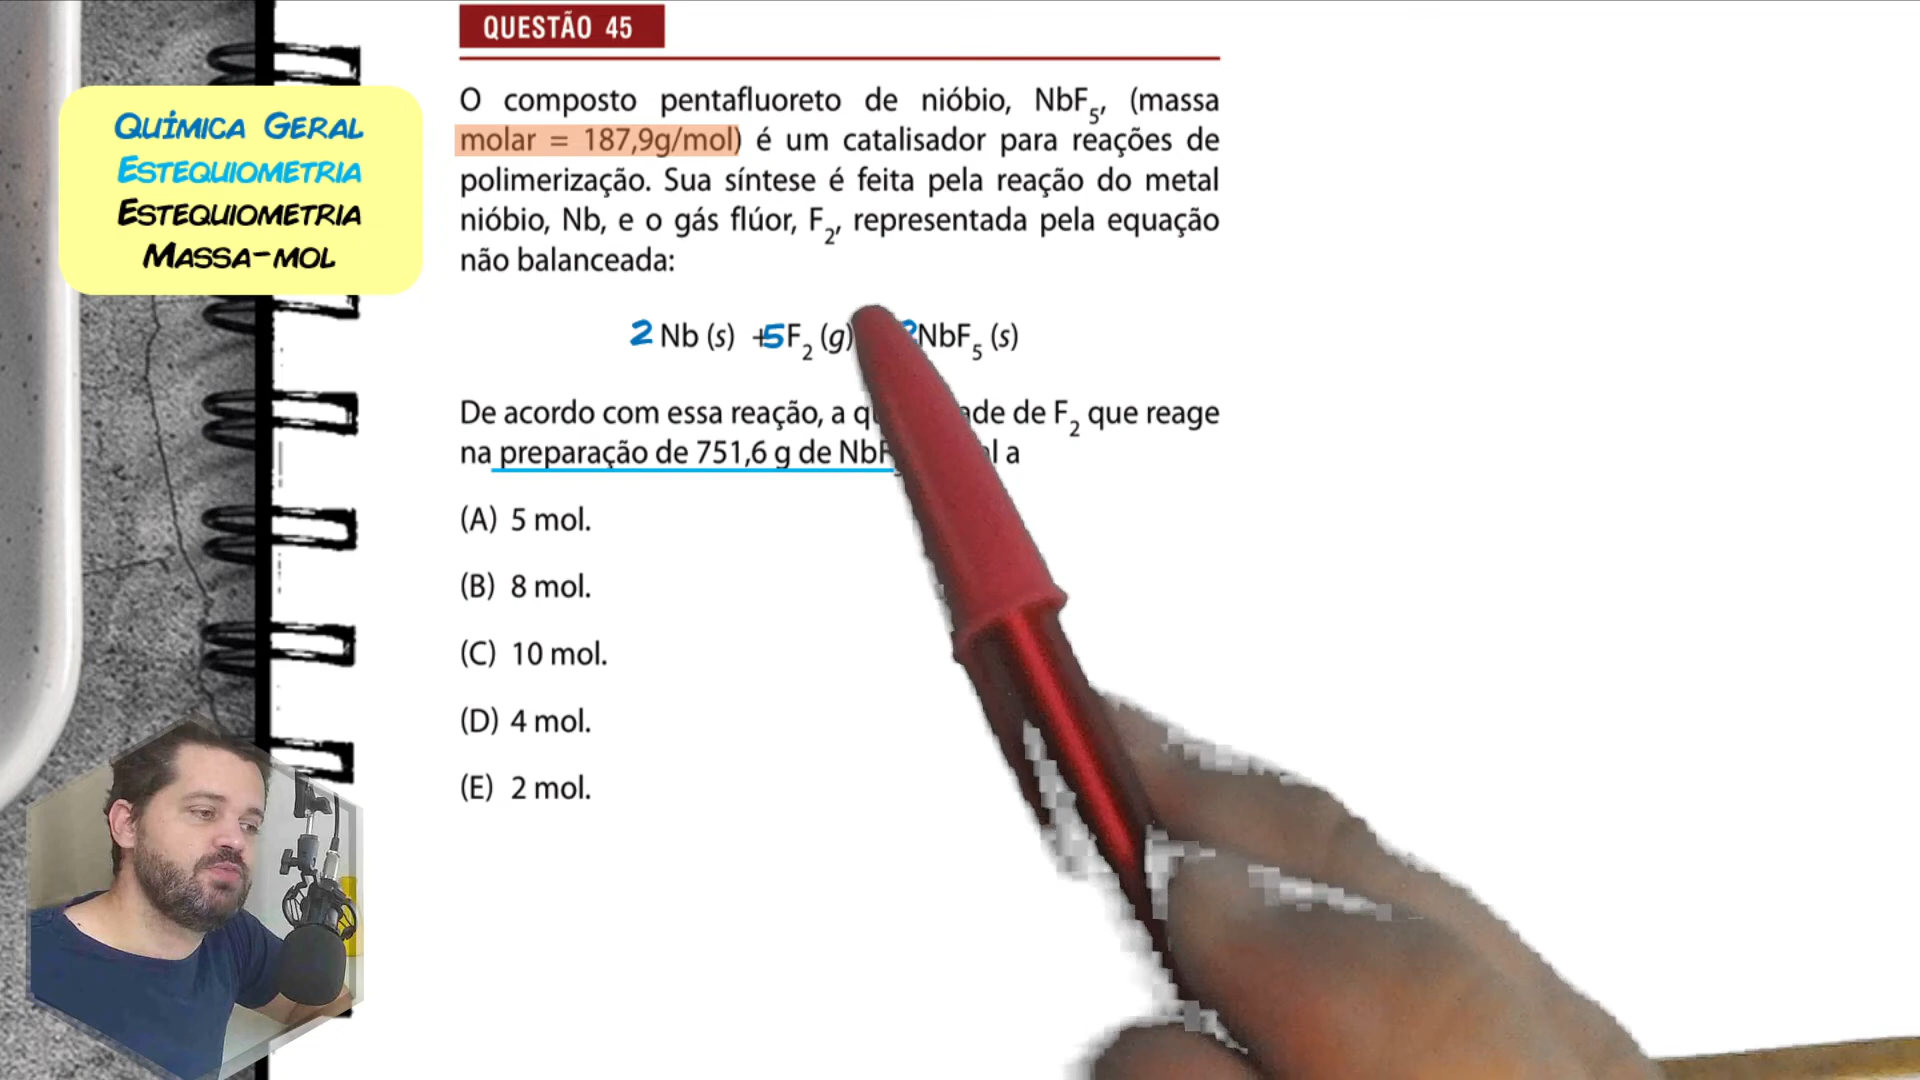 QUESTÃO 45
QUÍMICA GERAL
ESTEQUIOMETRIA
ESTEQUIOMETRIA
MASSA-MOL
O composto pentafluoreto de nióbio, NbF5, (massa
molar = 187,9g/mol) é um catalisador para reações de
polimerização. Sua síntese é feita pela reação do metal
nióbio, Nb, e o gás flúor, F2, representada pela equação
não balanceada:
2 Nb (s) + 5 F2 (g) NbF5 (s)
De acordo com essa reação, a de F2 que reage
na preparação de 751,6 g de a
(A) 5 mol.
(B) 8 mol.
(C) 10 mol.
(D) 4 mol.
(E) 2 mol.